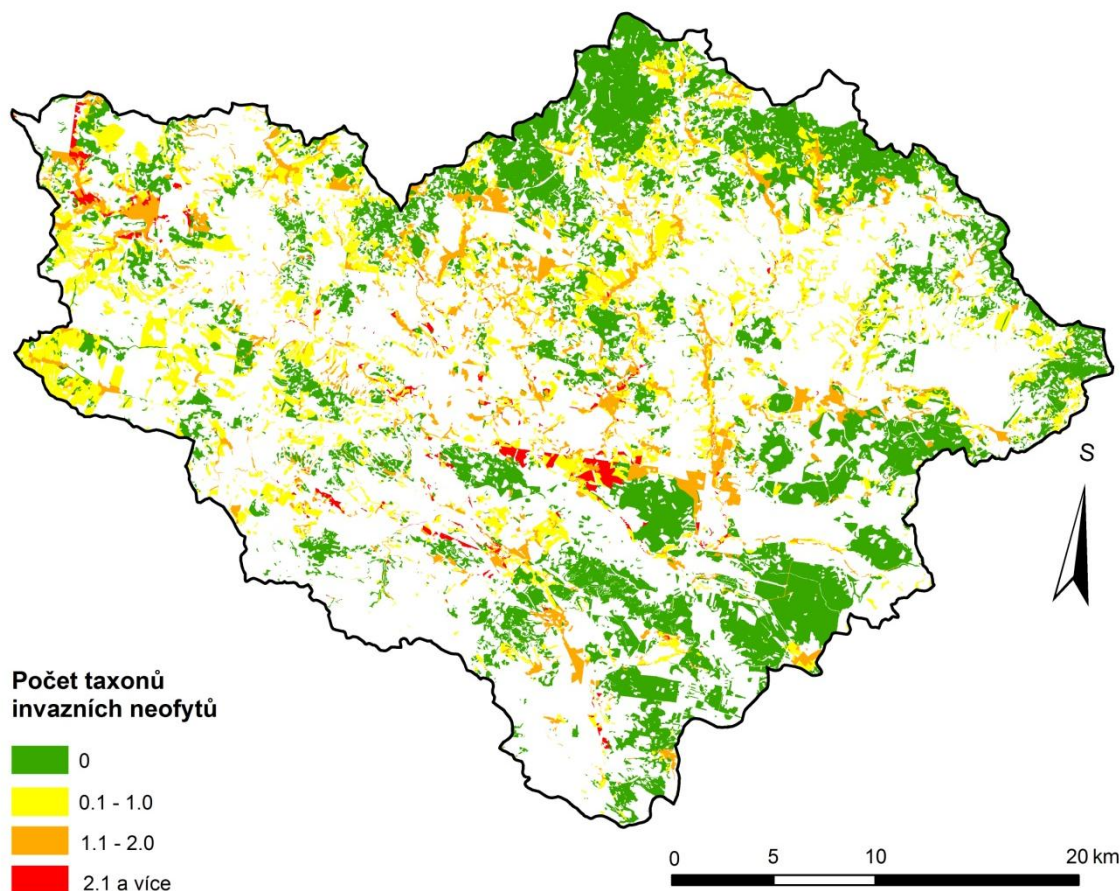 S
Počet taxonů
invazních neofytů
0
0.1 - 1.0
1.1 - 2.0
2.1 a více
0 5 10 20 km